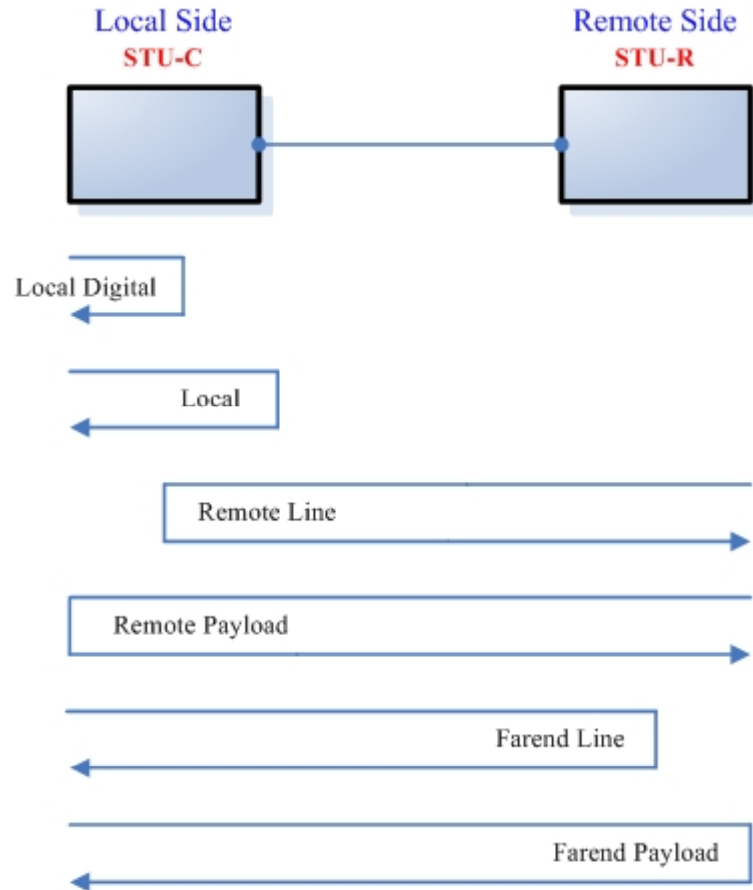 Local Side
Remote Side
STU-C
STU-R
Local Digital
Local
Remote Line
Remote Payload
Farend Line
Farend Payload